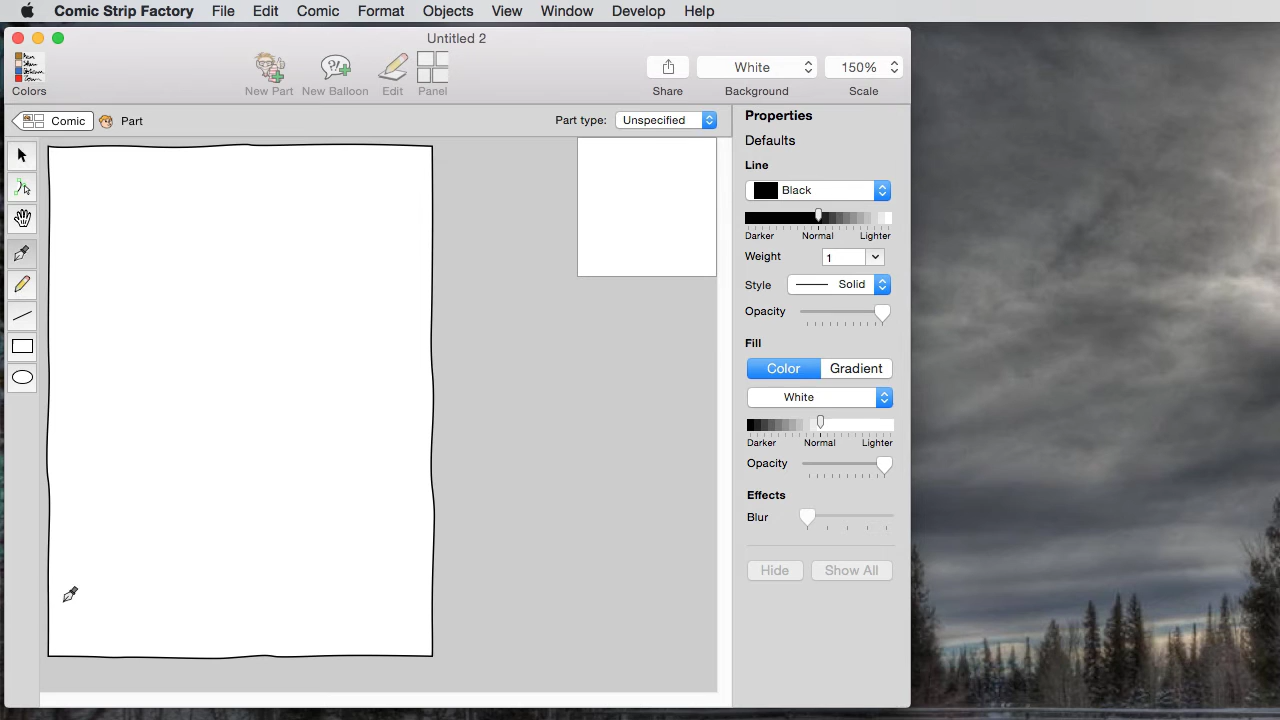 Comic Strip Factory File Edit Comic Format Objects View Window Develop Help
Untitled 2
Colors New Part New Balloon Edit Panel Share White Background 150% Scale
Comic Part Part type: Unspecified
Properties
Defaults
Line
Black
Darker Normal Lighter
Weight 1
Style Solid
Opacity
Fill
Color Gradient
White
Darker Normal Lighter
Opacity
Effects
Blur
Hide Show All